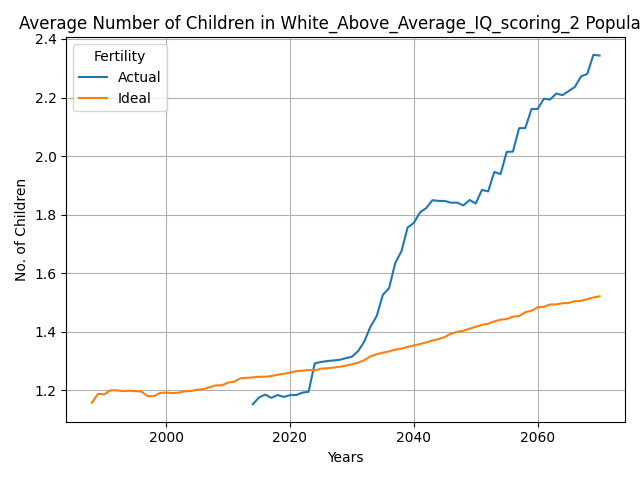 Average Number of Children in White_Above_Average_IQ_scoring_2 Popula
Fertility
Actual
Ideal
No. of Children
2.4
2.2
2.0
1.8
1.6
1.4
1.2
2000
2020
2040
2060
Years